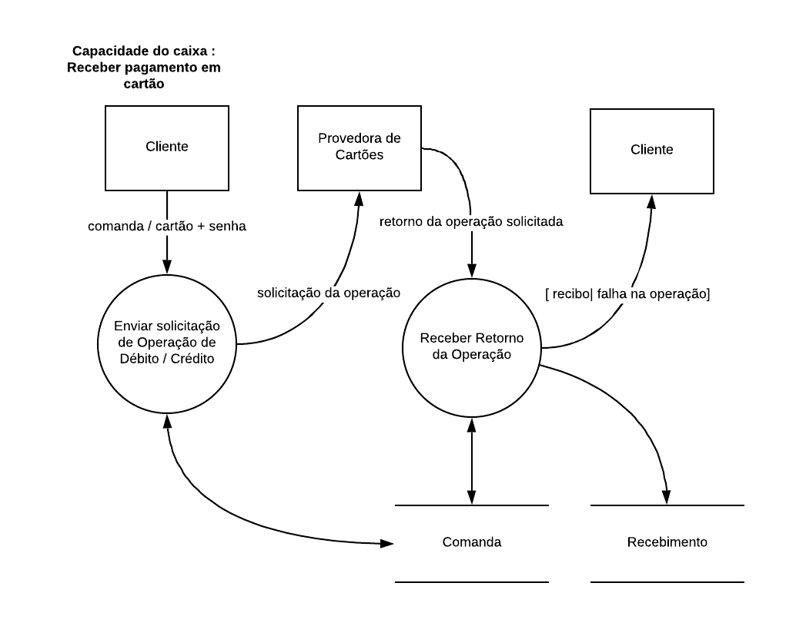 Capacidade do caixa :
Receber pagamento em
cartão
Cliente
Provedora de
Cartões
Cliente
comanda / cartão + senha
retorno da operação solicitada
solicitação da operação
[ recibo| falha na operação]
Enviar solicitação
de Operação de
Débito / Crédito
Receber Retorno
da Operação
Comanda
Recebimento